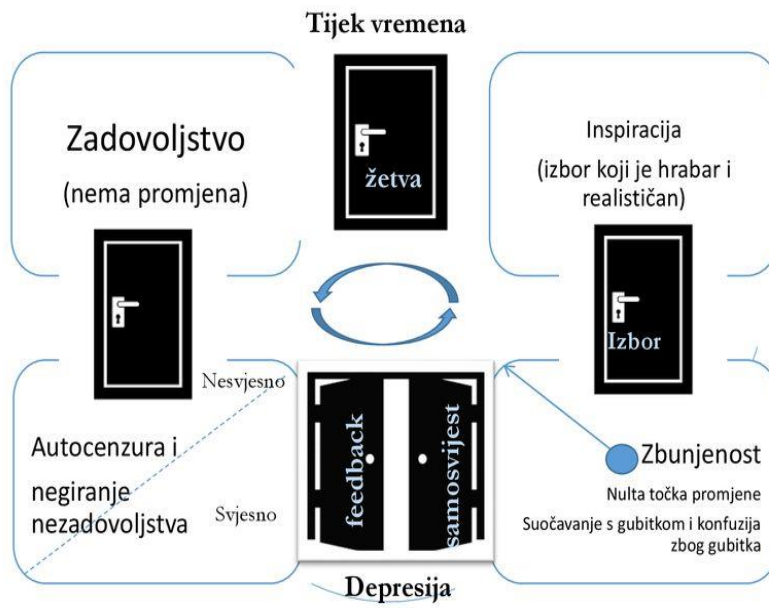 Tijek vremena
Zadovoljstvo
(nema promjena)
žetva
Inspiracija
(izbor koji je hrabar i
realističan)
Izbor
Nesvjesno
Autocenzura i
negiranje
nezadovoljstva
Svjesno
feedback
samosvijest
Zbunjenost
Nulta točka promjene
Suočavanje s gubitkom i konfuzija
zbog gubitka
Depresija